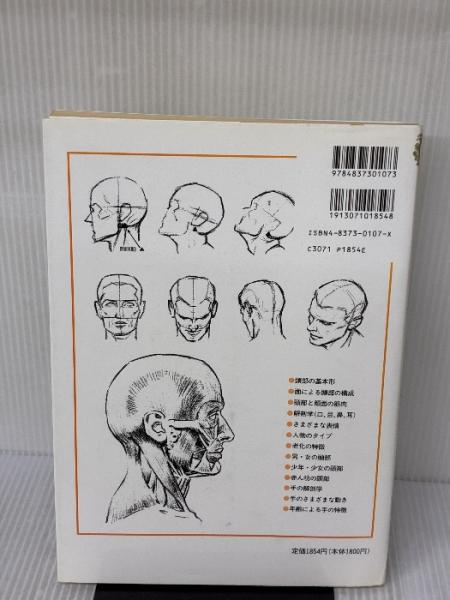 9784837301073
1913071018548
ISBN4-8373-0107-X
C3071 P1854E
●頭部の基本形
●面による頭部の構成
●頭部と顔面の筋肉
●解剖学(口、目、鼻、耳)
●さまざまな表情
●人物のタイプ
●老化の特徴
●男・女の頭部
●少年・少女の頭部
●赤ん坊の頭部
●手の解剖学
●手のさまざまな動き
●年齢による手の特徴
定価1854円(本体1800円)